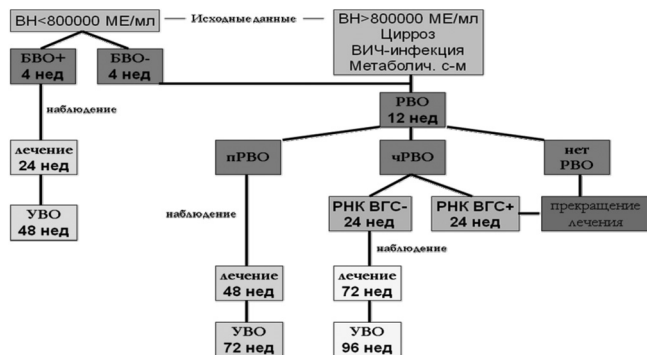 ВН<800000 МЕ/мл
Исходные данные
ВН>800000 МЕ/мл
Цирроз
ВИЧ-инфекция
Метаболич. с-м
БВО+
4 нед
БВО-
4 нед
РВО
12 нед
наблюдение
лечение
24 нед
пРВО
чРВО
нет
РВО
УВО
48 нед
наблюдение
РНК ВГС-
24 нед
РНК ВГС+
24 нед
прекращение
лечения
наблюдение
лечение
48 нед
лечение
72 нед
УВО
72 нед
УВО
96 нед